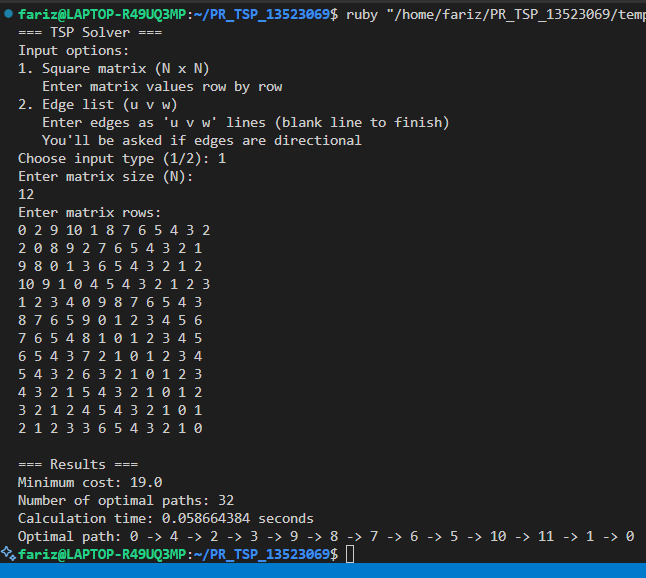 fariz@LAPTOP-R49UQ3MP:~/PR_TSP_13523069$ ruby "/home/fariz/PR_TSP_13523069/temp
=== TSP Solver ===
Input options:
1. Square matrix (N x N)
   Enter matrix values row by row
2. Edge list (u v w)
   Enter edges as 'u v w' lines (blank line to finish)
   You'll be asked if edges are directional
Choose input type (1/2): 1
Enter matrix size (N):
12
Enter matrix rows:
0 2 9 10 1 8 7 6 5 4 3 2
2 0 8 9 2 7 6 5 4 3 2 1
9 8 0 1 3 6 5 4 3 2 1 2
10 9 1 0 4 5 4 3 2 1 2 3
1 2 3 4 0 9 8 7 6 5 4 3
8 7 6 5 9 0 1 2 3 4 5 6
7 6 5 4 8 1 0 1 2 3 4 5
6 5 4 3 7 2 1 0 1 2 3 4
5 4 3 2 6 3 2 1 0 1 2 3
4 3 2 1 5 4 3 2 1 0 1 2
3 2 1 2 4 5 4 3 2 1 0 1
2 1 2 3 3 6 5 4 3 2 1 0

=== Results ===
Minimum cost: 19.0
Number of optimal paths: 32
Calculation time: 0.058664384 seconds
Optimal path: 0 -> 4 -> 2 -> 3 -> 9 -> 8 -> 7 -> 6 -> 5 -> 10 -> 11 -> 1 -> 0
fariz@LAPTOP-R49UQ3MP:~/PR_TSP_13523069$